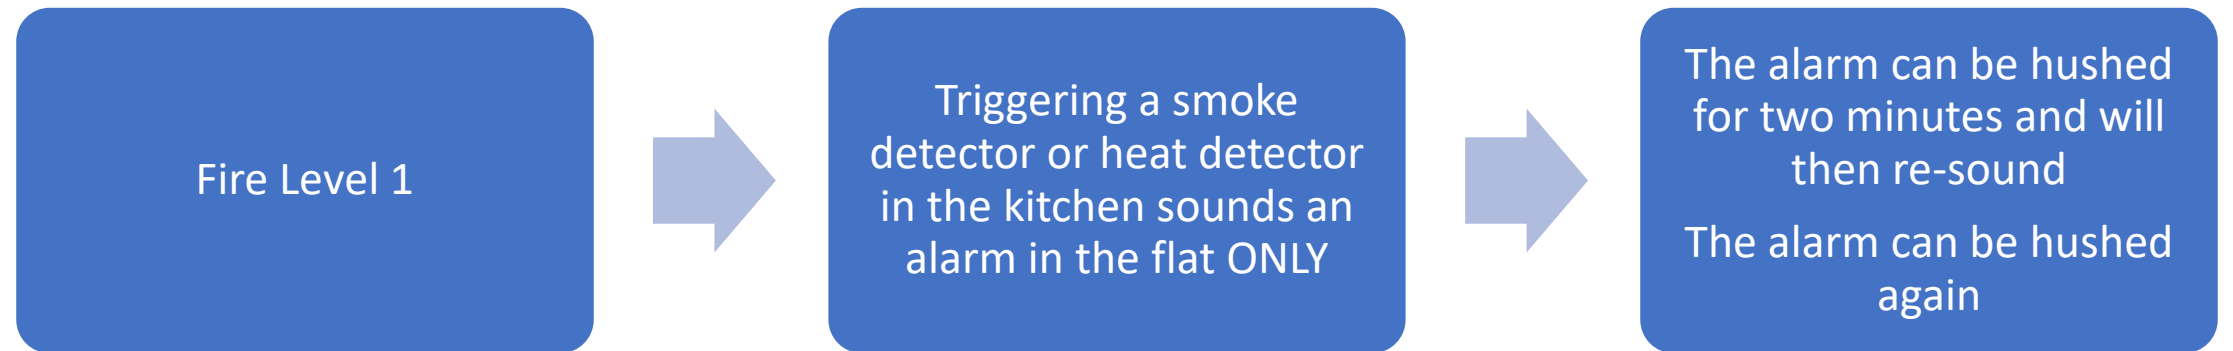 Fire Level 1
Triggering a smoke
detector or heat detector
in the kitchen sounds an
alarm in the flat ONLY
The alarm can be hushed
for two minutes and will
then re-sound
The alarm can be hushed
again